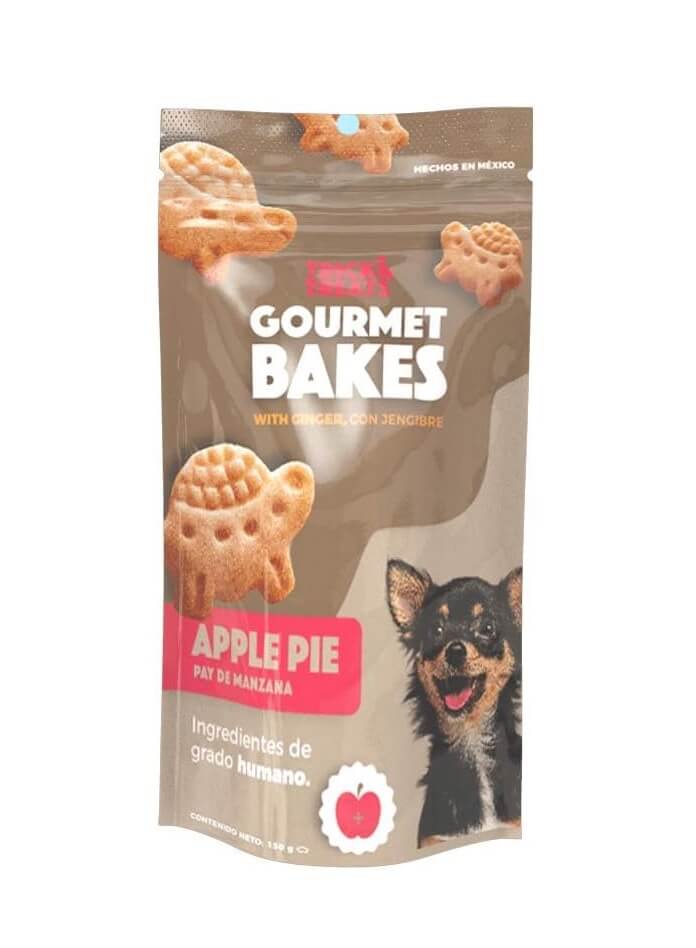 HECHOS EN MÉXICO
GOURMET
BAKES
WITH GINGER, CON JENGIBRE
APPLE PIE
PAY DE MANZANA
Ingredientes de
grado humano.
CONTENIDO NETO: 150 g